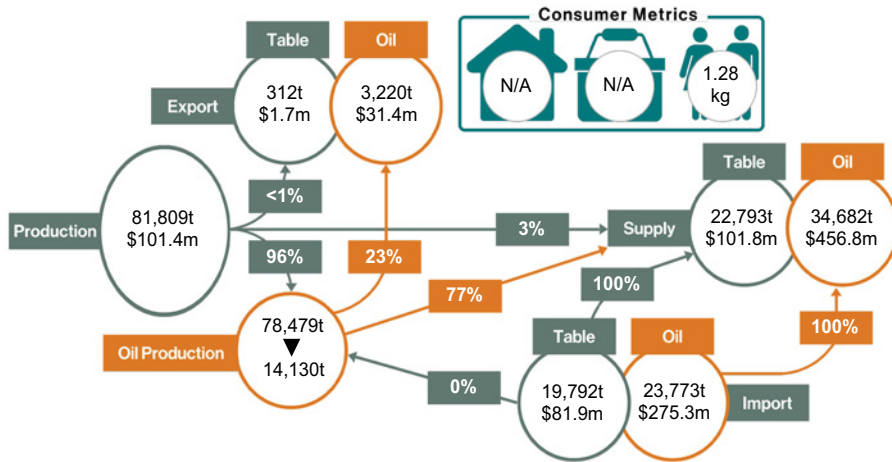 Consumer Metrics
N/A
N/A
1.28
kg
Table
Oil
Export
312t
$1.7m
3,220t
$31.4m
<1%
Production
81,809t
$101.4m
3%
96%
23%
77%
Supply
Table
Oil
22,793t
$101.8m
34,682t
$456.8m
100%
100%
Oil Production
78,479t
14,130t
0%
Table
Oil
19,792t
$81.9m
23,773t
$275.3m
Import